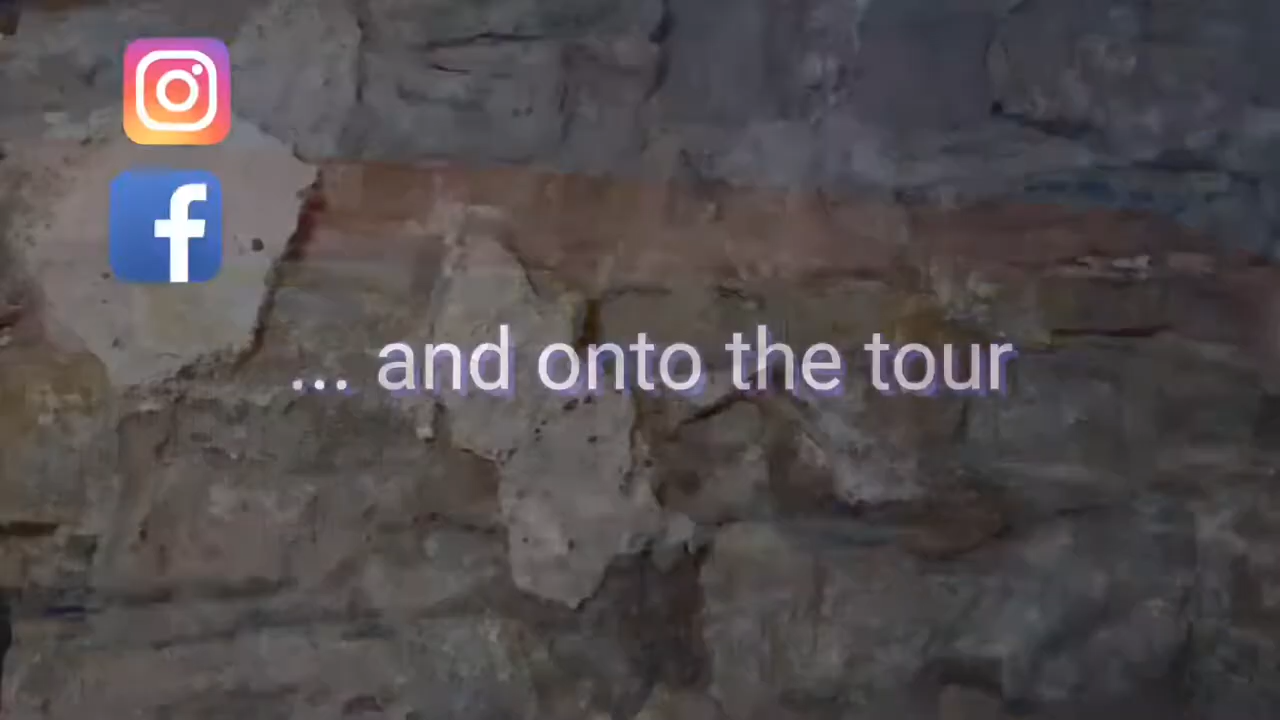 ... and onto the tour